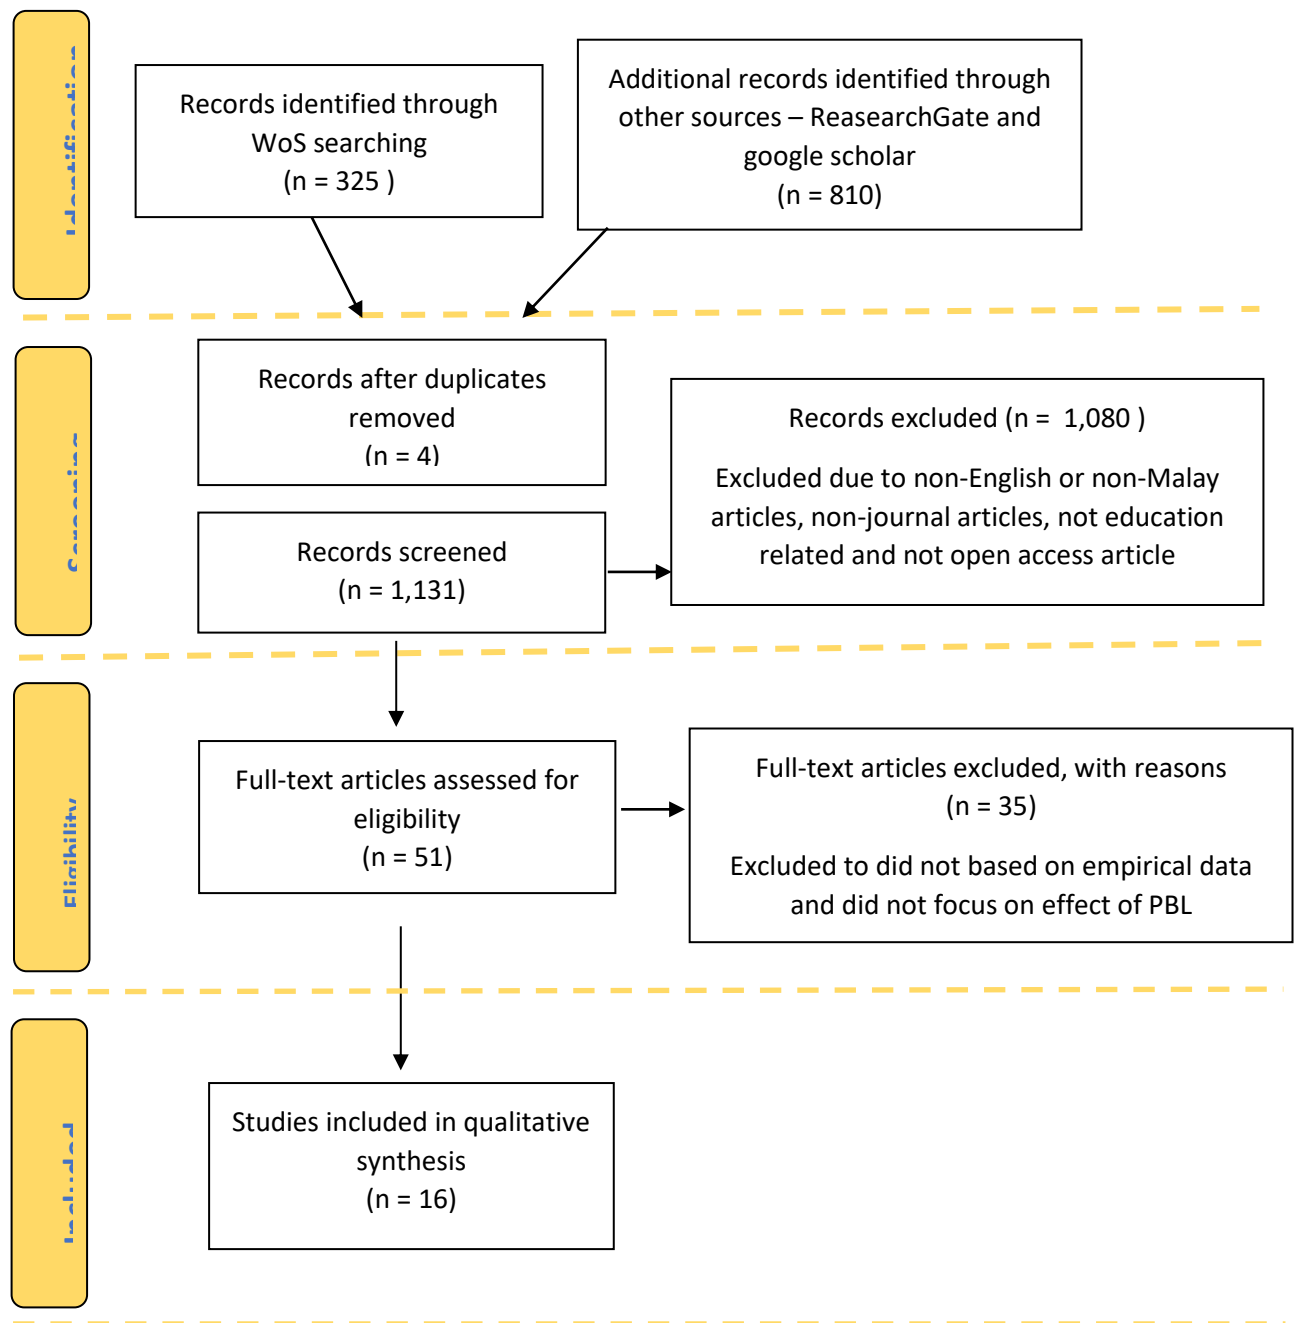 Identification
Records identified through
WoS searching
(n = 325 )
Additional records identified through
other sources – ReasearchGate and
google scholar
(n = 810)
Screening
Records after duplicates
removed
(n = 4)
Records screened
(n = 1,131)
Records excluded (n =  1,080 )
Excluded due to non-English or non-Malay
articles, non-journal articles, not education
related and not open access article
Eligibility
Full-text articles assessed for
eligibility
(n = 51)
Full-text articles excluded, with reasons
(n = 35)
Excluded to did not based on empirical data
and did not focus on effect of PBL
Included
Studies included in qualitative
synthesis
(n = 16)